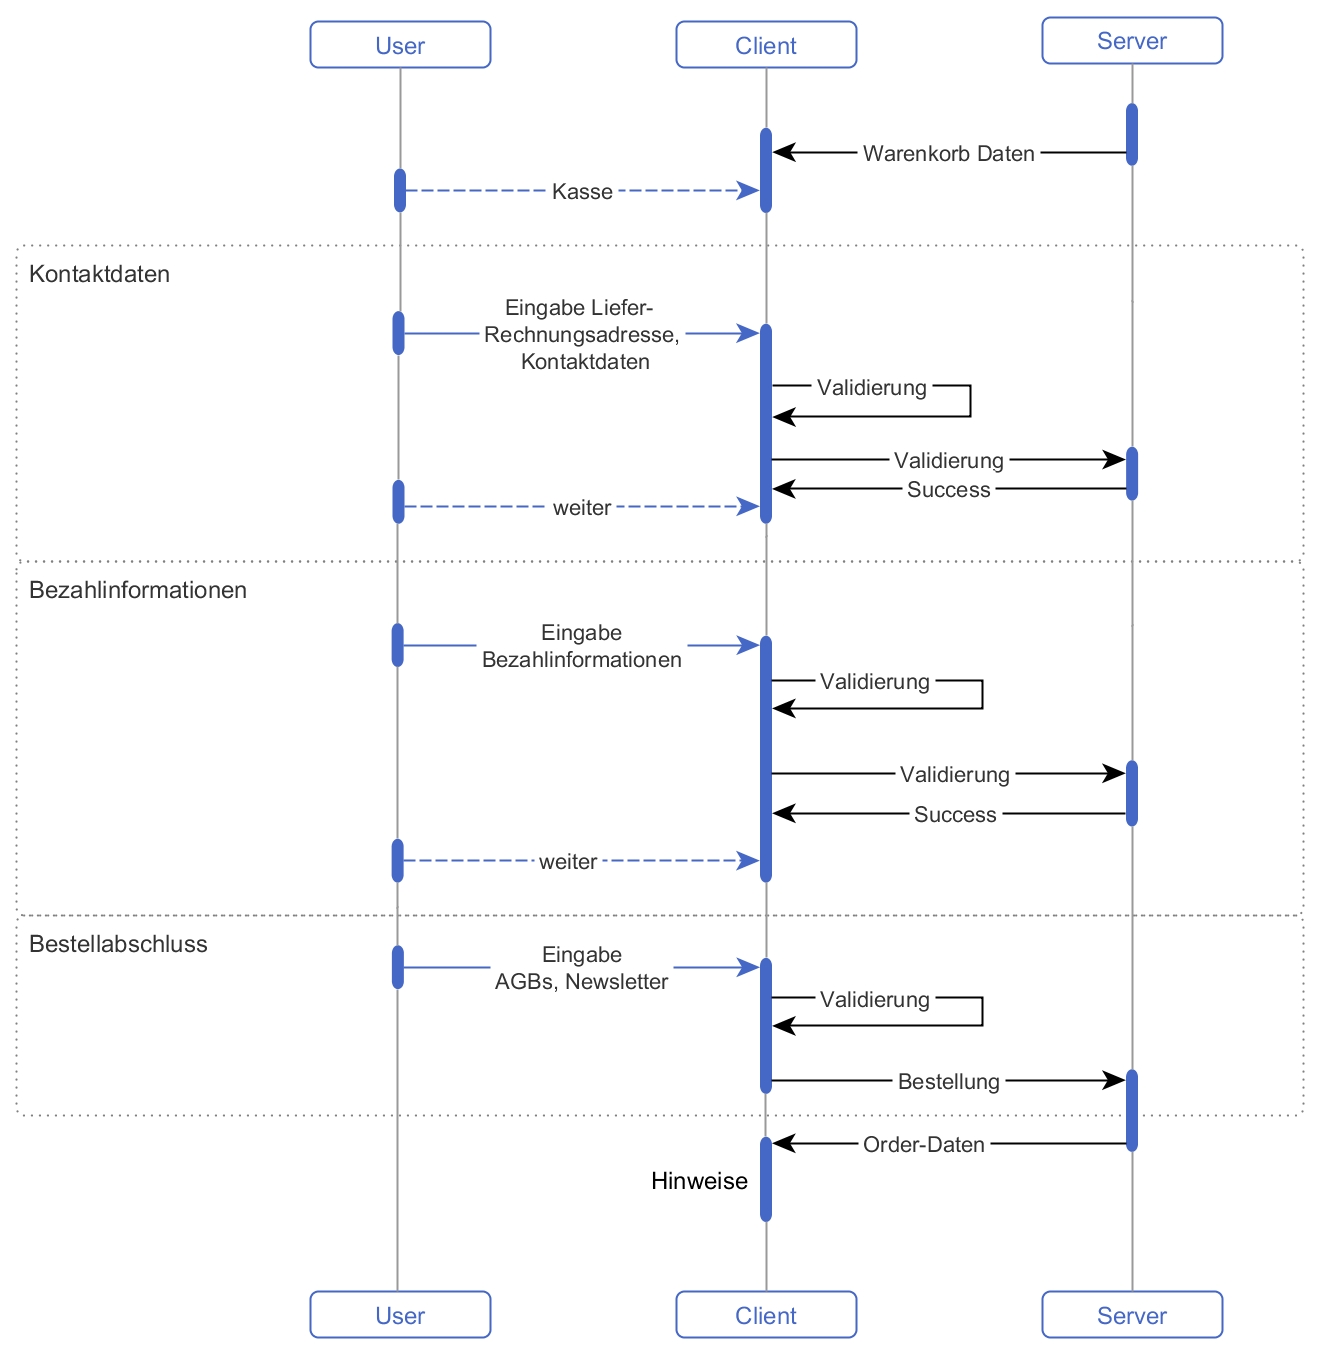 User
Client
Server
Warenkorb Daten
Kasse
Kontaktdaten
Eingabe Liefer-
Rechnungsadresse,
Kontaktdaten
Validierung
Validierung
Success
weiter
Bezahlinformationen
Eingabe
Bezahlinformationen
Validierung
Validierung
Success
weiter
Bestellabschluss
Eingabe
AGBs, Newsletter
Validierung
Bestellung
Order-Daten
Hinweise
User
Client
Server